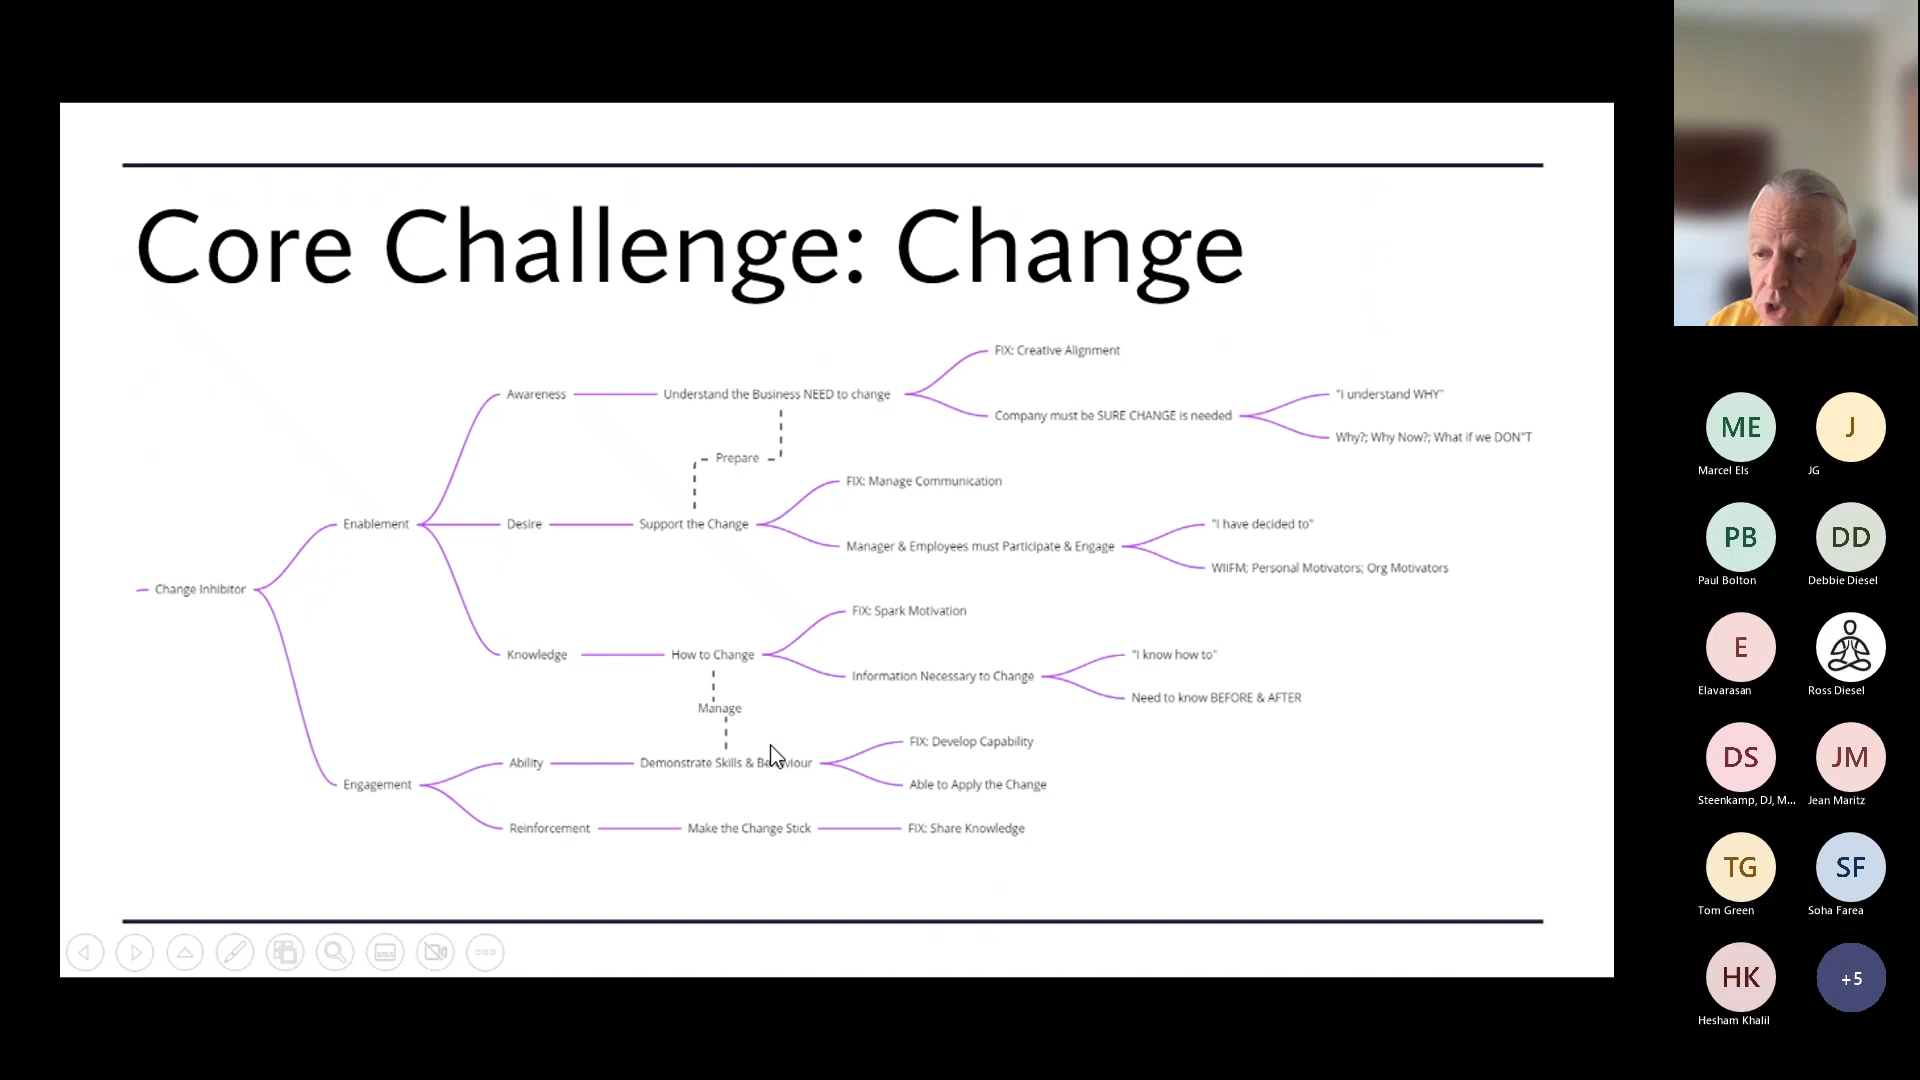 Core Challenge: Change
FIX: Creative Alignment
Awareness
Understand the Business NEED to change
Company must be SURE CHANGE is needed
"I understand WHY"
Why?; Why Now?; What if we DON"T
Prepare
FIX: Manage Communication
Enablement
Desire
Support the Change
Manager & Employees must Participate & Engage
"I have decided to"
WIIFM; Personal Motivators; Org Motivators
Change Inhibitor
FIX: Spark Motivation
Knowledge
How to Change
Information Necessary to Change
"I know how to"
Need to know BEFORE & AFTER
Manage
FIX: Develop Capability
Engagement
Ability
Demonstrate Skills & Behaviour
Able to Apply the Change
Reinforcement
Make the Change Stick
FIX: Share Knowledge
ME
J
Marcel Els
JG
PB
DD
Paul Bolton
Debbie Diesel
E
Elavarasan
Ross Diesel
DS
JM
Steenkamp, DJ, M...
Jean Maritz
TG
SF
Tom Green
Soha Farea
HK
+5
Hesham Khalil